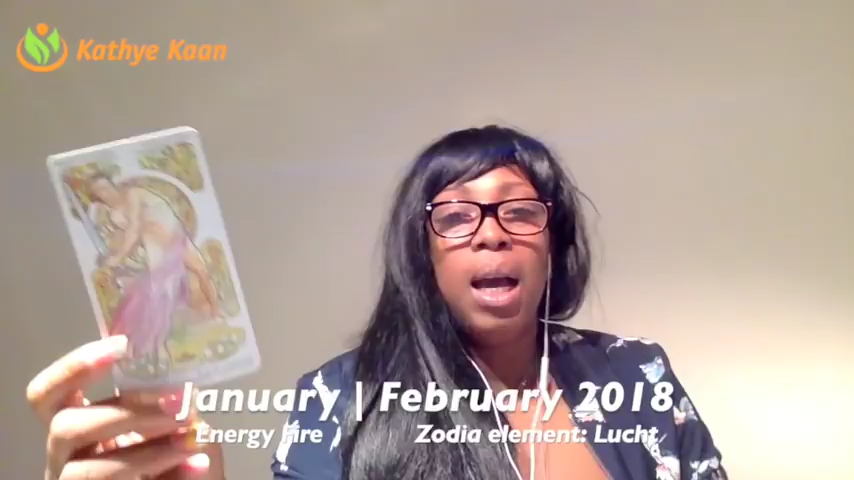 Kathye Kaan
January | February 2018
Energy fire Zodia element: Lucht